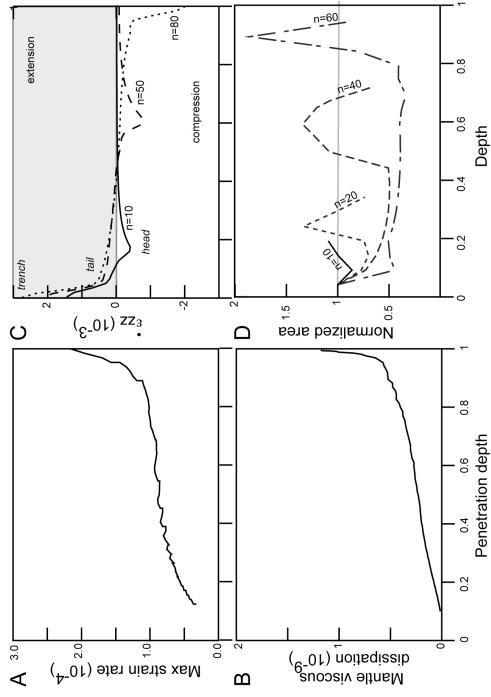 A
3.0
2.0
1.0
0.0
Max strain rate (10-4)
B
2
1
0
0.2
0.4
0.6
0.8
1
Mantle viscous
dissipation (10-9)
Penetration depth
C
2
0
-2
ε̇zz (10-3)
trench
tail
head
extension
compression
n=10
n=50
n=80
D
2
1.5
1
0.5
0
0
0.2
0.4
0.6
0.8
1
Normalized area
Depth
n=10
n=20
n=40
n=60